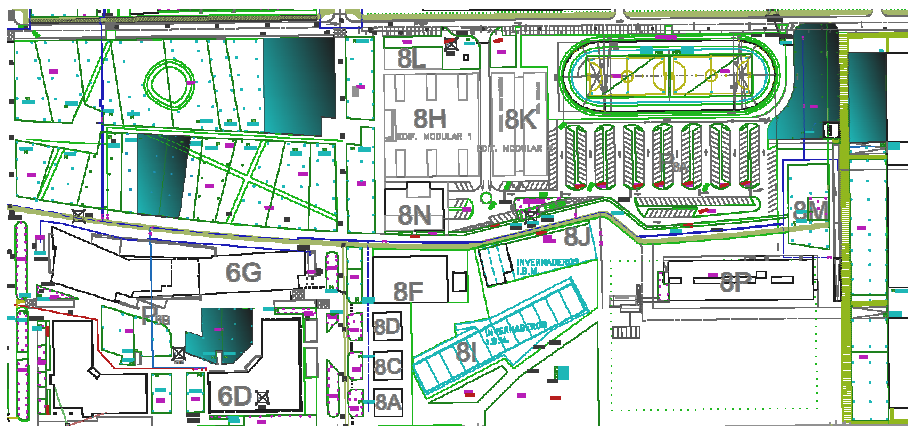 8L
8H
8K
EDIF. MODULAR 1
EDIF. MODULAR
8N
8M
8J
6G
INVERNADEROS
I.B.M.
8P
8F
8D
INVERNADEROS
8I
8C
6D
8A